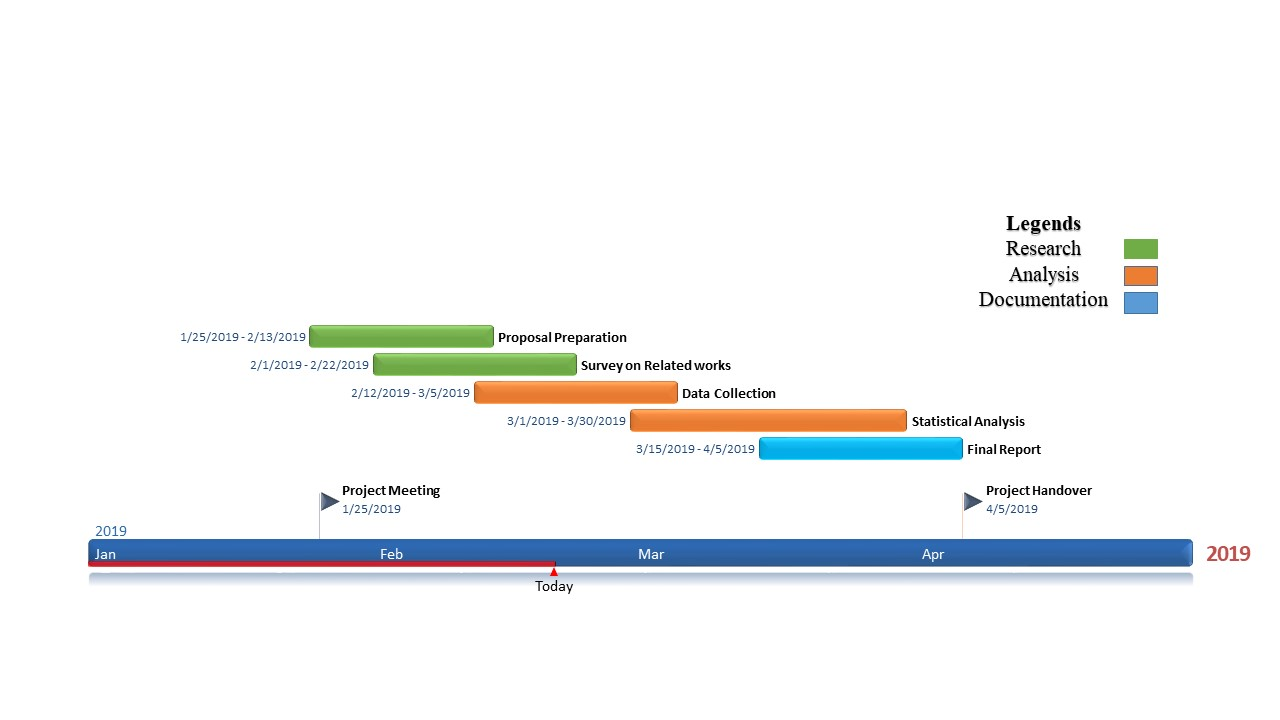 Legends
Research
Analysis
Documentation
1/25/2019 - 2/13/2019 Proposal Preparation
2/1/2019 - 2/22/2019 Survey on Related works
2/12/2019 - 3/5/2019 Data Collection
3/1/2019 - 3/30/2019 Statistical Analysis
3/15/2019 - 4/5/2019 Final Report
Project Meeting
1/25/2019
Project Handover
4/5/2019
2019
Jan Feb Mar Apr 2019
Today